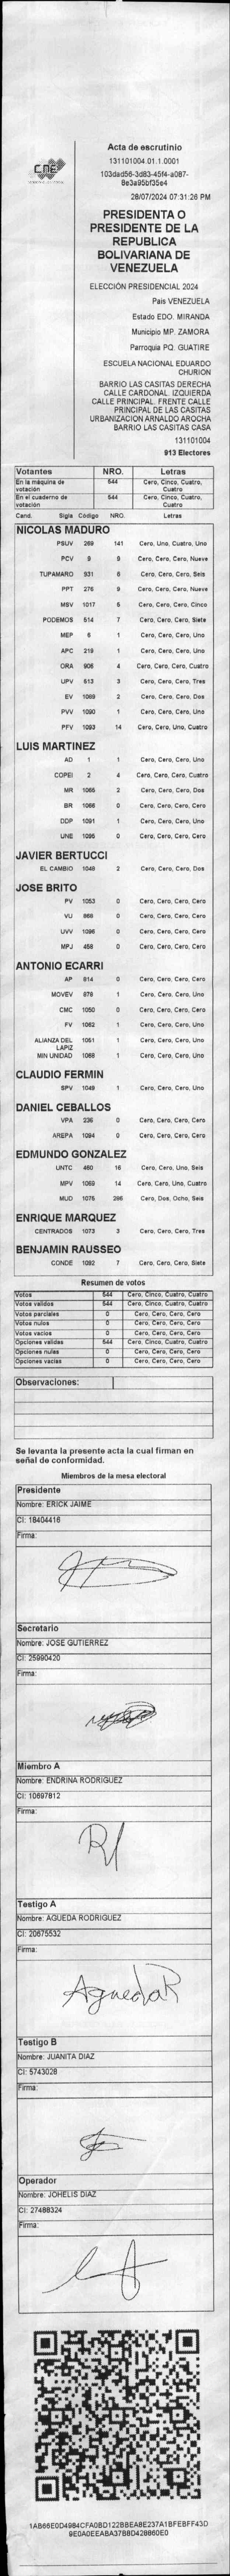 CNE
Acta de escrutinio
131101004.01.1.0001
103dad56-3d83-45f4-a087-
8e3a95bf35e4
28/07/2024 07:31:26 PM
PRESIDENTA O
PRESIDENTE DE LA
REPUBLICA
BOLIVARIANA DE
VENEZUELA
ELECCIÓN PRESIDENCIAL 2024
País VENEZUELA
Estado EDO. MIRANDA
Municipio MP. ZAMORA
Parroquia PQ. GUATIRE
ESCUELA NACIONAL EDUARDO
CHURION
BARRIO LAS CASITAS DERECHA
CALLE CARDONAL. IZQUIERDA
CALLE PRINCIPAL. FRENTE CALLE
PRINCIPAL DE LAS CASITAS
URBANIZACION ARNALDO AROCHA
BARRIO LAS CASITAS CASA
131101004
913 Electores
Votantes NRO. Letras
En la máquina de votación 544 Cero, Cinco, Cuatro, Cuatro
En el cuaderno de votación 544 Cero, Cinco, Cuatro, Cuatro
Cand. Sigla Código NRO. Letras
NICOLAS MADURO
PSUV 269 141 Cero, Uno, Cuatro, Uno
PCV 9 9 Cero, Cero, Cero, Nueve
TUPAMARO 931 6 Cero, Cero, Cero, Seis
PPT 276 9 Cero, Cero, Cero, Nueve
MSV 1017 5 Cero, Cero, Cero, Cinco
PODEMOS 514 7 Cero, Cero, Cero, Siete
MEP 6 1 Cero, Cero, Cero, Uno
APC 219 1 Cero, Cero, Cero, Uno
ORA 906 4 Cero, Cero, Cero, Cuatro
UPV 513 3 Cero, Cero, Cero, Tres
EV 1089 2 Cero, Cero, Cero, Dos
PVV 1090 1 Cero, Cero, Cero, Uno
PFV 1093 14 Cero, Cero, Uno, Cuatro
LUIS MARTINEZ
AD 1 1 Cero, Cero, Cero, Uno
COPEI 2 4 Cero, Cero, Cero, Cuatro
MR 1065 2 Cero, Cero, Cero, Dos
BR 1066 0 Cero, Cero, Cero, Cero
DDP 1091 1 Cero, Cero, Cero, Uno
UNE 1095 0 Cero, Cero, Cero, Cero
JAVIER BERTUCCI
EL CAMBIO 1046 2 Cero, Cero, Cero, Dos
JOSE BRITO
PV 1053 0 Cero, Cero, Cero, Cero
VU 868 0 Cero, Cero, Cero, Cero
UVV 1096 0 Cero, Cero, Cero, Cero
MPJ 458 0 Cero, Cero, Cero, Cero
ANTONIO ECARRI
AP 814 0 Cero, Cero, Cero, Cero
MOVEV 876 1 Cero, Cero, Cero, Uno
CMC 1050 0 Cero, Cero, Cero, Cero
FV 1062 1 Cero, Cero, Cero, Uno
ALIANZA DEL LAPIZ 1061 1 Cero, Cero, Cero, Uno
MIN UNIDAD 1068 1 Cero, Cero, Cero, Uno
CLAUDIO FERMIN
SPV 1049 1 Cero, Cero, Cero, Uno
DANIEL CEBALLOS
VPA 236 0 Cero, Cero, Cero, Cero
AREPA 1094 0 Cero, Cero, Cero, Cero
EDMUNDO GONZALEZ
UNTC 460 16 Cero, Cero, Uno, Seis
MPV 1069 14 Cero, Cero, Uno, Cuatro
MUD 1075 286 Cero, Dos, Ocho, Seis
ENRIQUE MARQUEZ
CENTRADOS 1073 3 Cero, Cero, Cero, Tres
BENJAMIN RAUSSEO
CONDE 1092 7 Cero, Cero, Cero, Siete
Resumen de votos
Votos 544 Cero, Cinco, Cuatro, Cuatro
Votos validos 544 Cero, Cinco, Cuatro, Cuatro
Votos parciales 0 Cero, Cero, Cero, Cero
Votos nulos 0 Cero, Cero, Cero, Cero
Votos vacios 0 Cero, Cero, Cero, Cero
Opciones validas 544 Cero, Cinco, Cuatro, Cuatro
Opciones nulas 0 Cero, Cero, Cero, Cero
Opciones vacias 0 Cero, Cero, Cero, Cero
Observaciones:
Se levanta la presente acta la cual firman en
señal de conformidad.
Miembros de la mesa electoral
Presidente
Nombre: ERICK JAIME
CI: 18404416
Firma:
Secretario
Nombre: JOSE GUTIERREZ
CI: 25990420
Firma:
Miembro A
Nombre: ENDRINA RODRIGUEZ
CI: 10697812
Firma:
Testigo A
Nombre: AGUEDA RODRIGUEZ
CI: 20675532
Firma:
AguedaR
Testigo B
Nombre: JUANITA DIAZ
CI: 5743028
Firma:
Operador
Nombre: JOHELIS DIAZ
CI: 27488324
Firma:
1AB66E0D4984CFA0BD122BBEA8E237A1BFEBFF43D
9E0A0EEABA37B8D428860E0